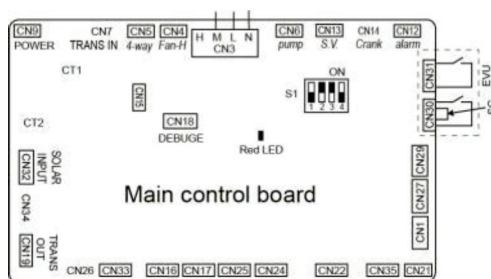 CN9 CN7 CN5 CN4 H M L N CN6 CN13 CN14 CN12
POWER TRANS IN 4-way Fan-H CN3 pump S.V. Crank alarm
CT1
ON
S1
1 2 3 4
CN15
CN18
DEBUGE
CT2
Red LED
CN31
EVU
CN30
S
SOLAR
INPUT
CN32
CN34
TRANS
OUT
CN19
Main control board
CN29
CN27
CN1
CN26 CN33 CN16 CN17 CN25 CN24 CN22 CN35 CN21